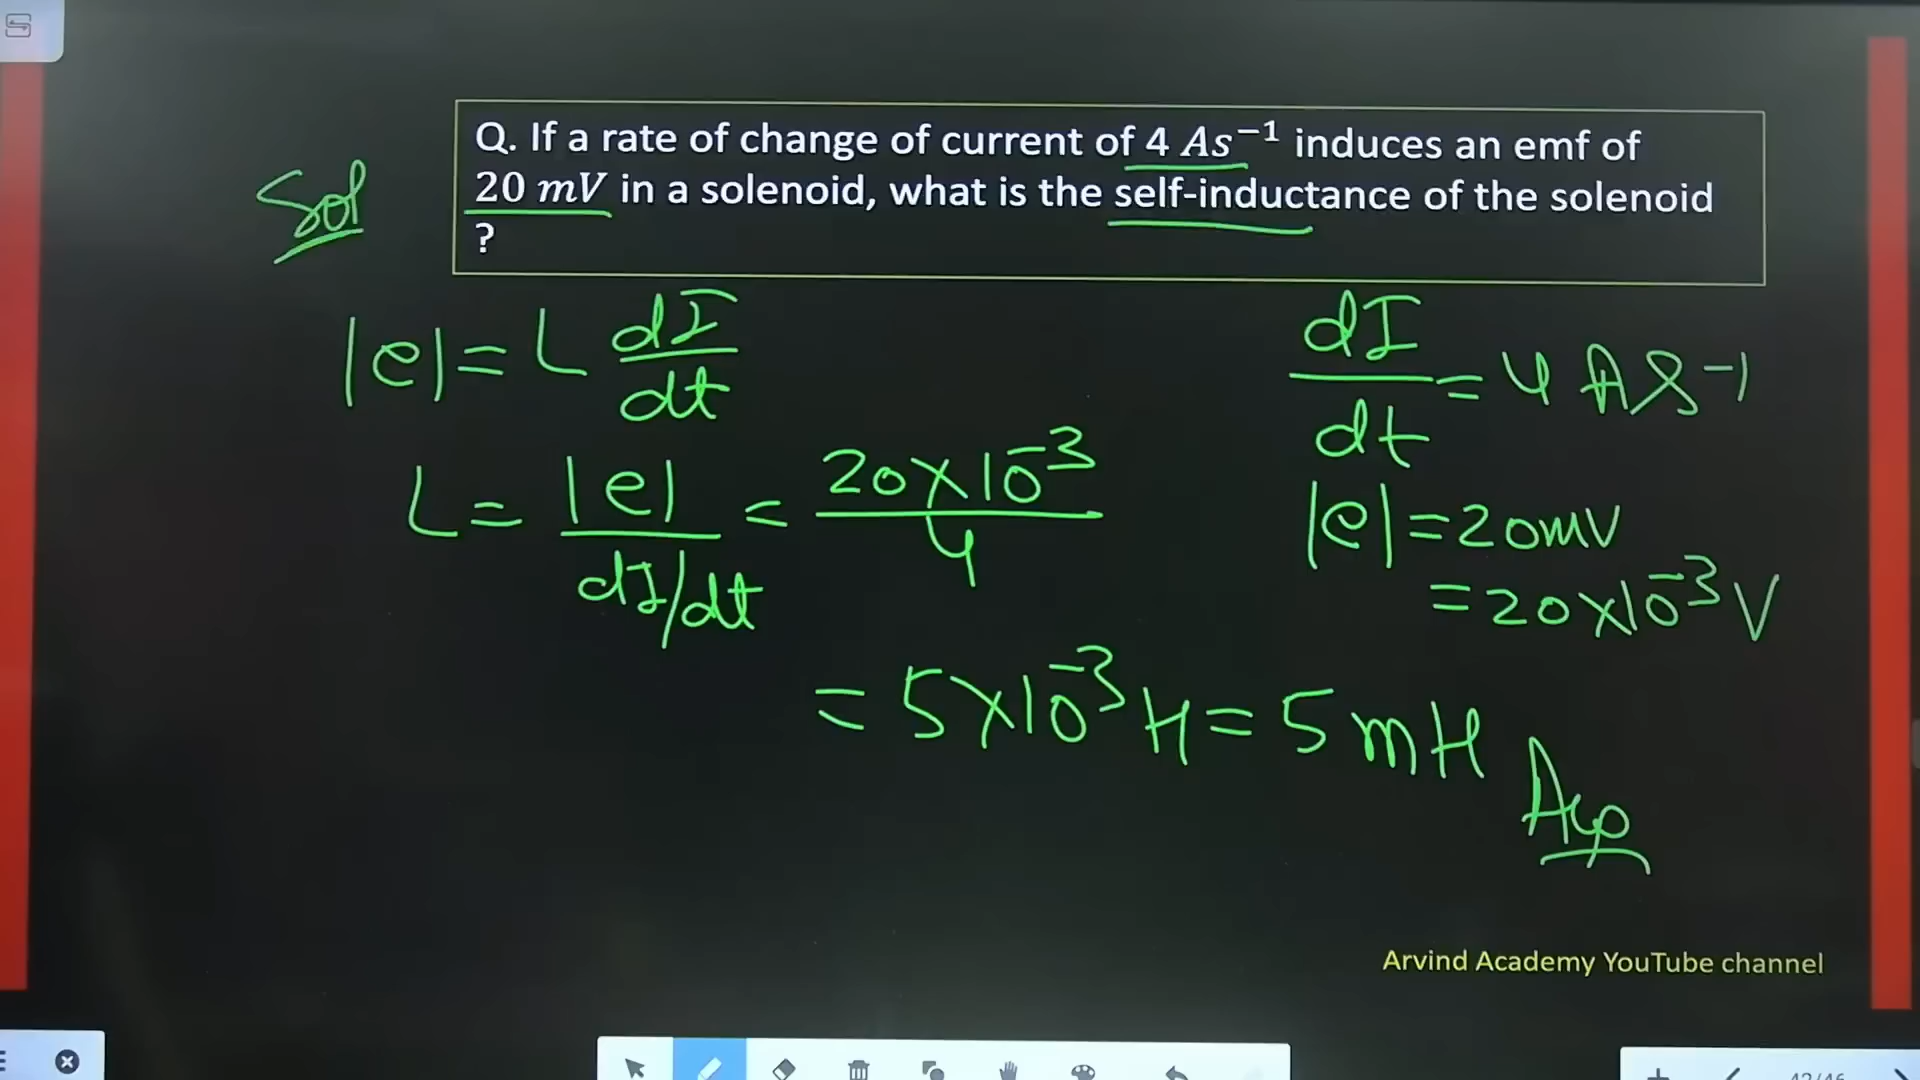 Q. If a rate of change of current of 4 As⁻¹ induces an emf of
20 mV in a solenoid, what is the self-inductance of the solenoid
?
Sol
|e| = L dI/dt
dI/dt = 4 As⁻¹
L = |e| / dI/dt = 20×10⁻³ / 4
|e| = 20mV
= 20×10⁻³ V
= 5×10⁻³ H = 5 mH
Arvind Academy YouTube channel